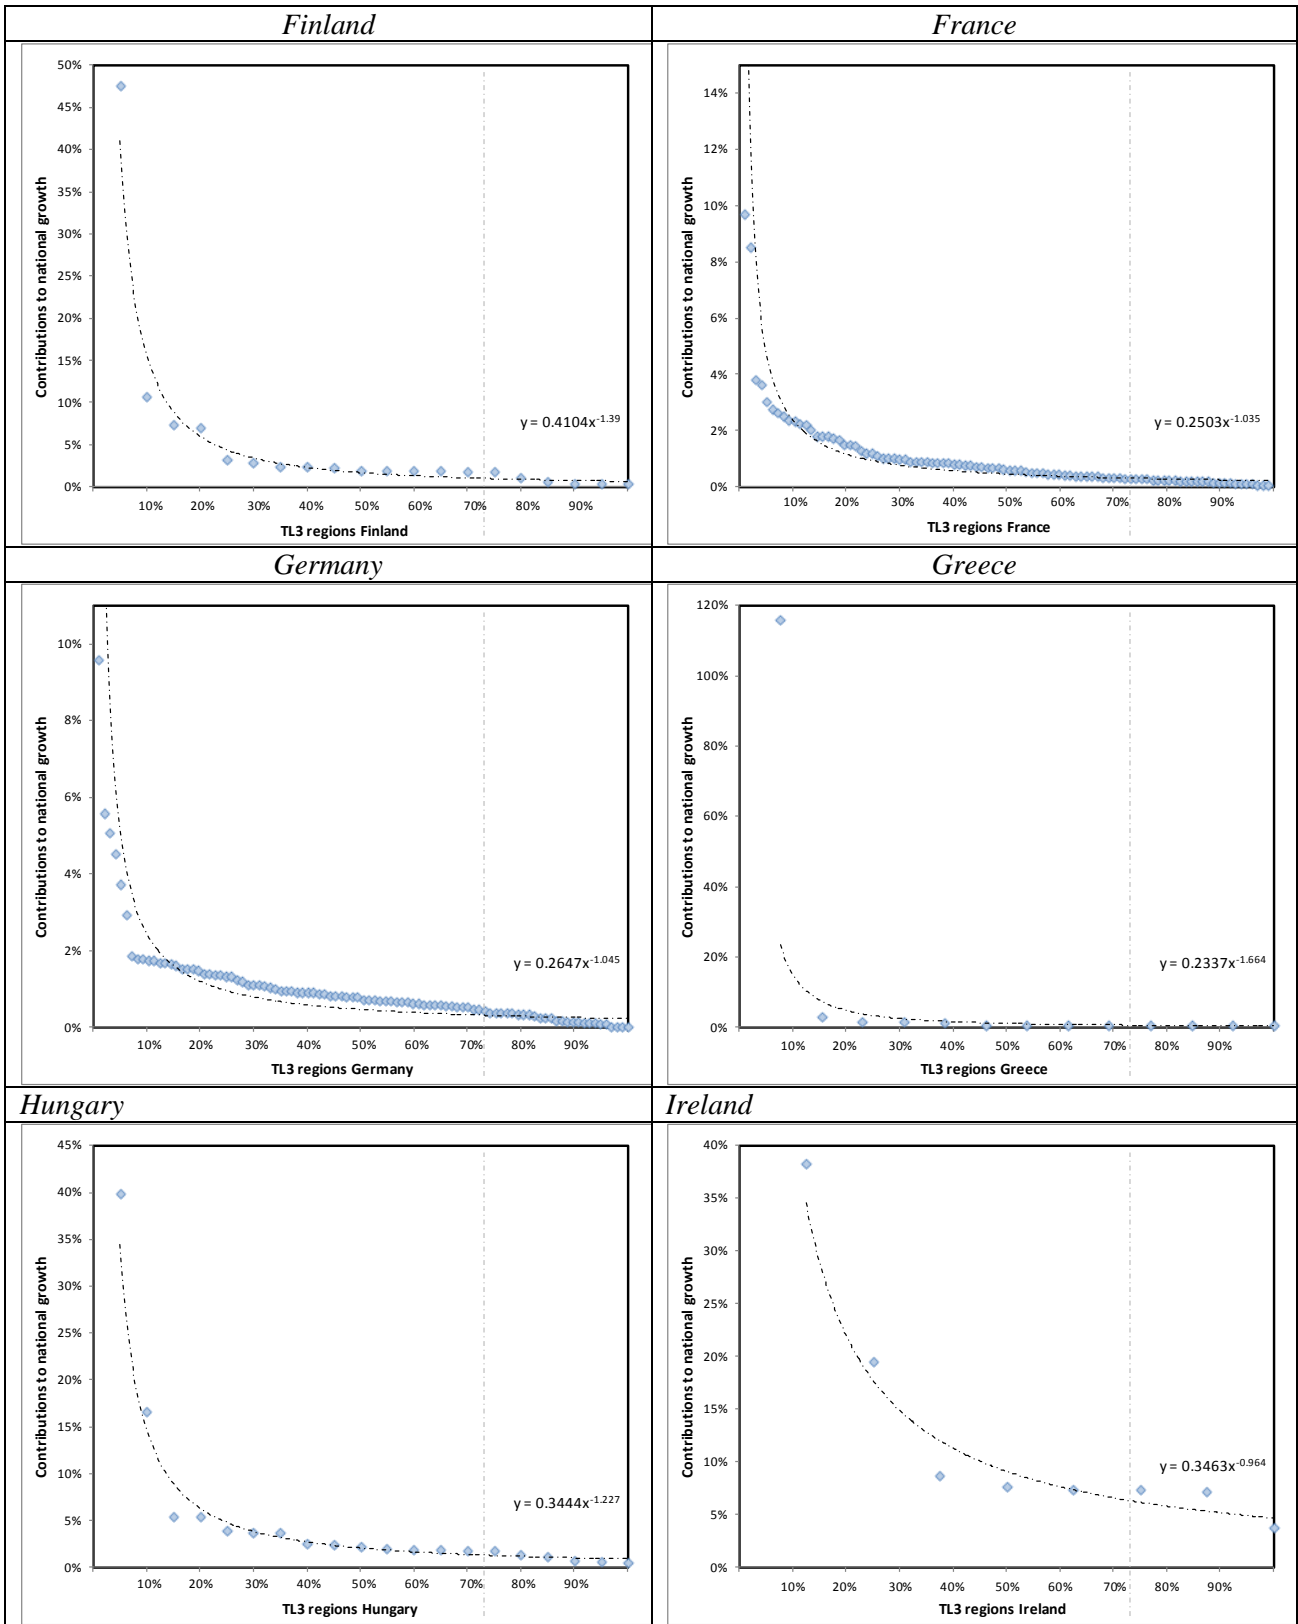 Finland
France
50%
45%
40%
35%
30%
25%
20%
15%
10%
5%
0%
Contributions to national growth
y = 0.4104x^-1.39
10% 20% 30% 40% 50% 60% 70% 80% 90%
TL3 regions Finland
14%
12%
10%
8%
6%
4%
2%
0%
Contributions to national growth
y = 0.2503x^-1.035
10% 20% 30% 40% 50% 60% 70% 80% 90%
TL3 regions France
Germany
Greece
10%
8%
6%
4%
2%
0%
Contributions to national growth
y = 0.2647x^-1.045
10% 20% 30% 40% 50% 60% 70% 80% 90%
TL3 regions Germany
120%
100%
80%
60%
40%
20%
0%
Contributions to national growth
y = 0.2337x^-1.664
10% 20% 30% 40% 50% 60% 70% 80% 90%
TL3 regions Greece
Hungary
Ireland
45%
40%
35%
30%
25%
20%
15%
10%
5%
0%
Contributions to national growth
y = 0.3444x^-1.227
10% 20% 30% 40% 50% 60% 70% 80% 90%
TL3 regions Hungary
40%
35%
30%
25%
20%
15%
10%
5%
0%
Contributions to national growth
y = 0.3463x^-0.964
10% 20% 30% 40% 50% 60% 70% 80% 90%
TL3 regions Ireland